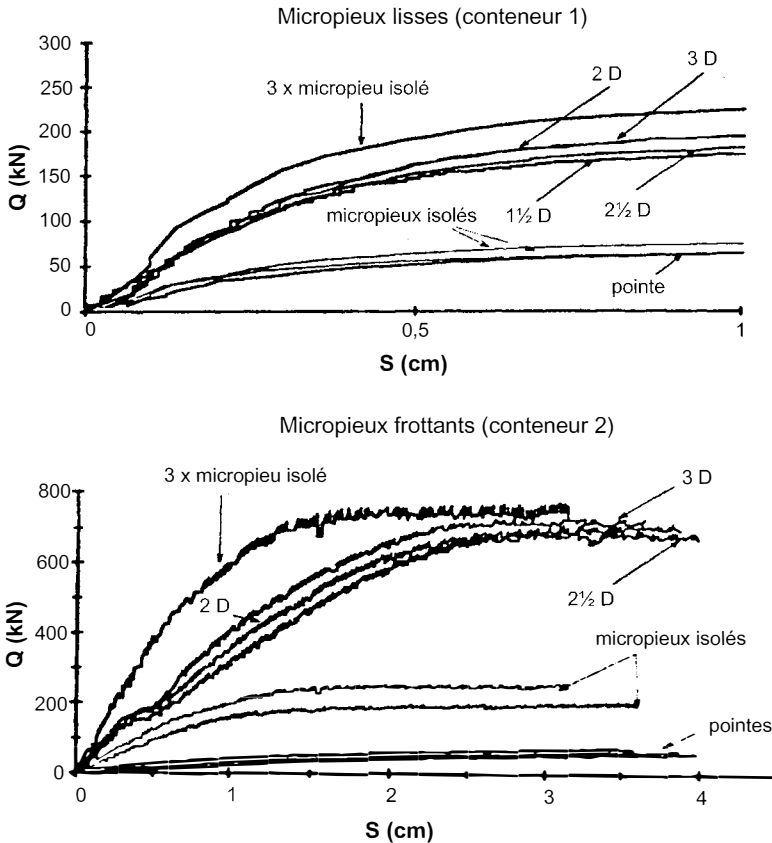 Micropieux lisses (conteneur 1)
300
250
200
150
100
50
0
Q (kN)
3 x micropieu isolé
2 D
3 D
micropieux isolés
1½ D
2½ D
pointe
0
0,5
1
S (cm)
Micropieux frottants (conteneur 2)
800
600
400
200
0
Q (kN)
3 x micropieu isolé
3 D
2 D
2½ D
micropieux isolés
pointes
0
1
2
3
4
S (cm)